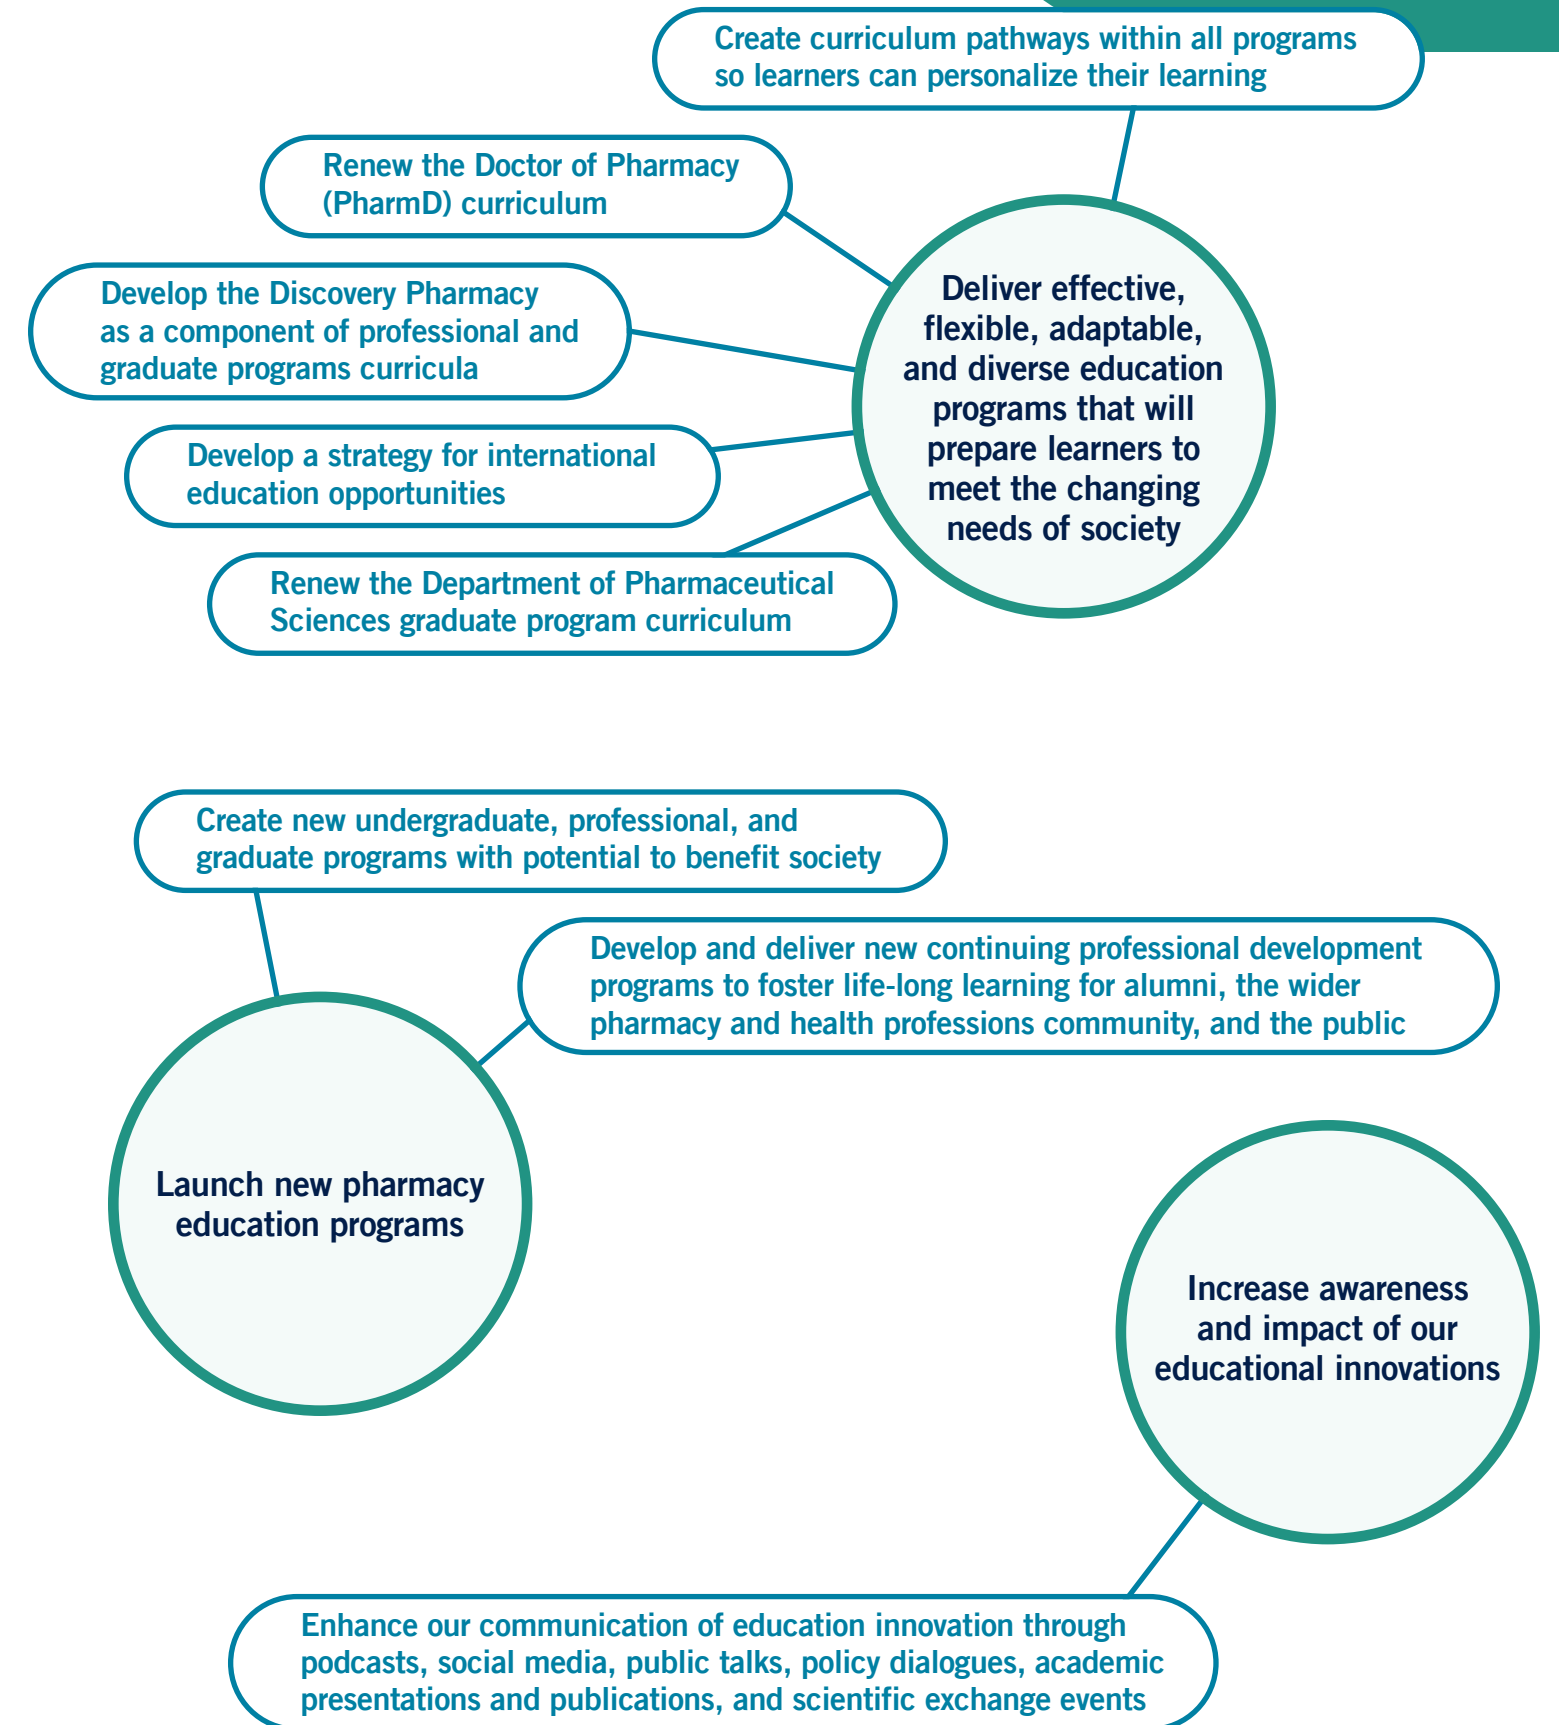 Create curriculum pathways within all programs
so learners can personalize their learning
Renew the Doctor of Pharmacy
(PharmD) curriculum
Develop the Discovery Pharmacy
as a component of professional and
graduate programs curricula
Develop a strategy for international
education opportunities
Renew the Department of Pharmaceutical
Sciences graduate program curriculum
Deliver effective,
flexible, adaptable,
and diverse education
programs that will
prepare learners to
meet the changing
needs of society
Create new undergraduate, professional, and
graduate programs with potential to benefit society
Develop and deliver new continuing professional development
programs to foster life-long learning for alumni, the wider
pharmacy and health professions community, and the public
Launch new pharmacy
education programs
Increase awareness
and impact of our
educational innovations
Enhance our communication of education innovation through
podcasts, social media, public talks, policy dialogues, academic
presentations and publications, and scientific exchange events